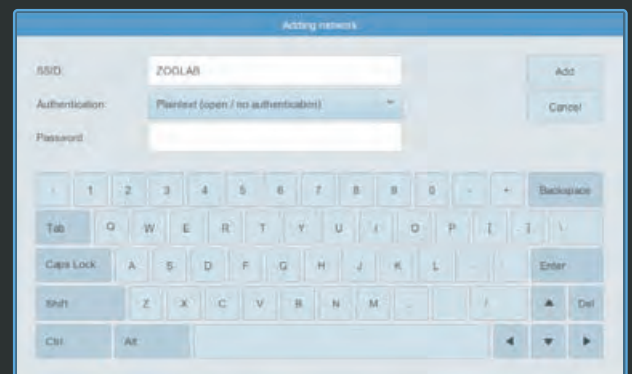 Adding network
SSID: ZOOLAB Add
Authentication: Plaintext (open / no authentication) Cancel
Password:
1 2 3 4 5 6 7 8 9 0 - + Backspace
Tab Q W E R T Y U I O P [ ] \
Caps Lock A S D F G H J K L Enter
Shift Z X C V B N M / Del
Ctrl Alt